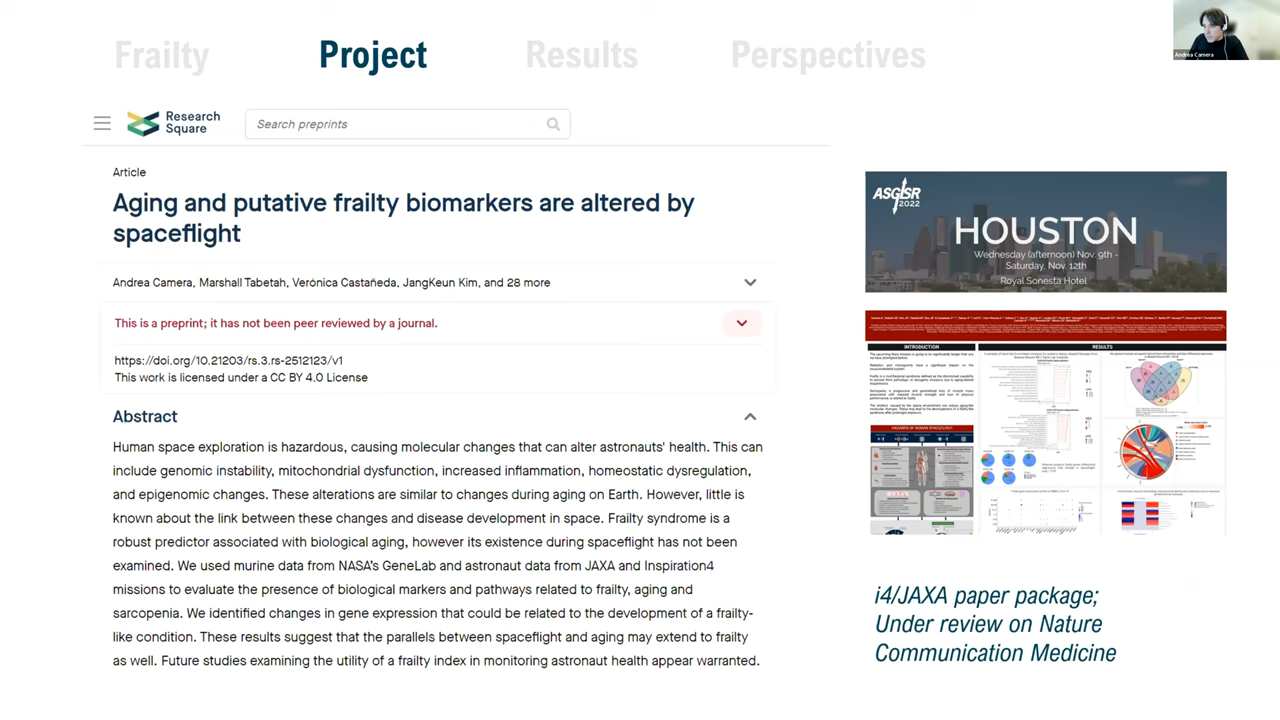 Frailty Project Results Perspectives
Andrea Camera
Research
Square
Search preprints
Article
Aging and putative frailty biomarkers are altered by
spaceflight
Andrea Camera, Marshall Tabetah, Verónica Castañeda, JangKeun Kim, and 28 more
This is a preprint; it has not been peer reviewed by a journal.
https://doi.org/10.21203/rs.3.rs-2512123/v1
This work is licensed under a CC BY 4.0 License
Abstract
Human space exploration is hazardous, causing molecular changes that can alter astronauts' health. This can
include genomic instability, mitochondrial dysfunction, increased inflammation, homeostatic dysregulation,
and epigenomic changes. These alterations are similar to changes during aging on Earth. However, little is
known about the link between these changes and disease development in space. Frailty syndrome is a
robust predictor associated with biological aging, however its existence during spaceflight has not been
examined. We used murine data from NASA's GeneLab and astronaut data from JAXA and Inspiration4
missions to evaluate the presence of biological markers and pathways related to frailty, aging and
sarcopenia. We identified changes in gene expression that could be related to the development of a frailty-
like condition. These results suggest that the parallels between spaceflight and aging may extend to frailty
as well. Future studies examining the utility of a frailty index in monitoring astronaut health appear warranted.
ASGSR
2022
HOUSTON
Wednesday (afternoon) Nov. 9th -
Saturday, Nov. 12th
Royal Sonesta Hotel
INTRODUCTION
RESULTS
HAZARDS OF HUMAN SPACEFLIGHT
i4/JAXA paper package;
Under review on Nature
Communication Medicine